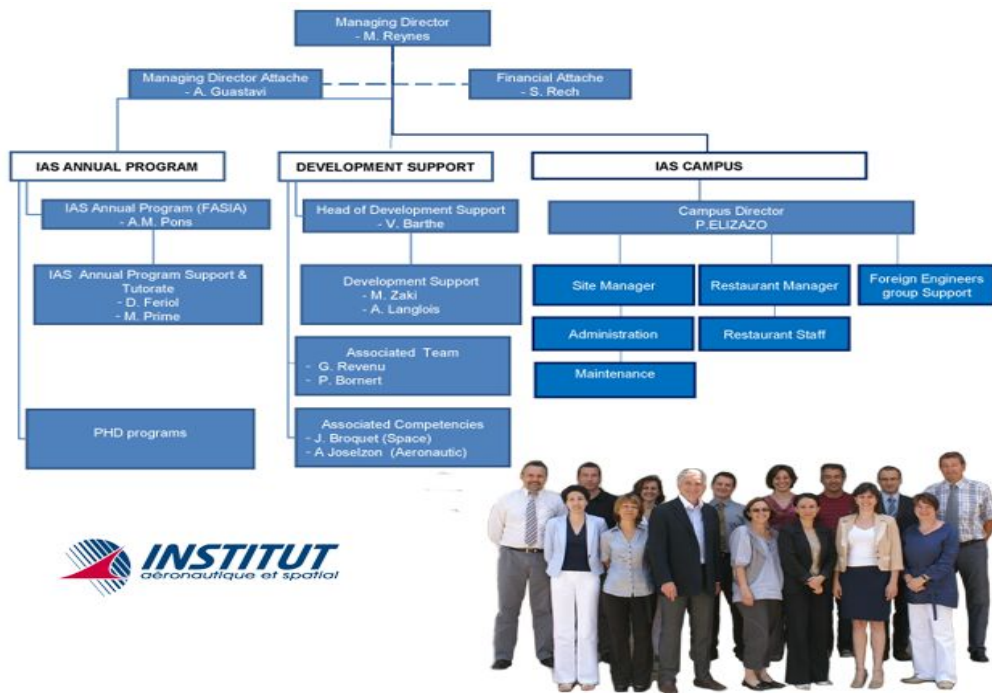 Managing Director
- M. Reynes
Managing Director Attache
- A. Guastavi
Financial Attache
- S. Rech
IAS ANNUAL PROGRAM
IAS Annual Program (FASIA)
- A.M. Pons
IAS Annual Program Support &
Tutorate
- D. Feriol
- M. Prime
PHD programs
DEVELOPMENT SUPPORT
Head of Development Support
- V. Barthe
Development Support
- M. Zaki
- A. Langlois
Associated Team
- G. Revenu
- P. Bornert
Associated Competencies
- J. Broquet (Space)
- A Joselzon (Aeronautic)
IAS CAMPUS
Campus Director
P.ELIZAZO
Site Manager
Administration
Maintenance
Restaurant Manager
Restaurant Staff
Foreign Engineers
group Support
INSTITUT
aéronautique et spatial